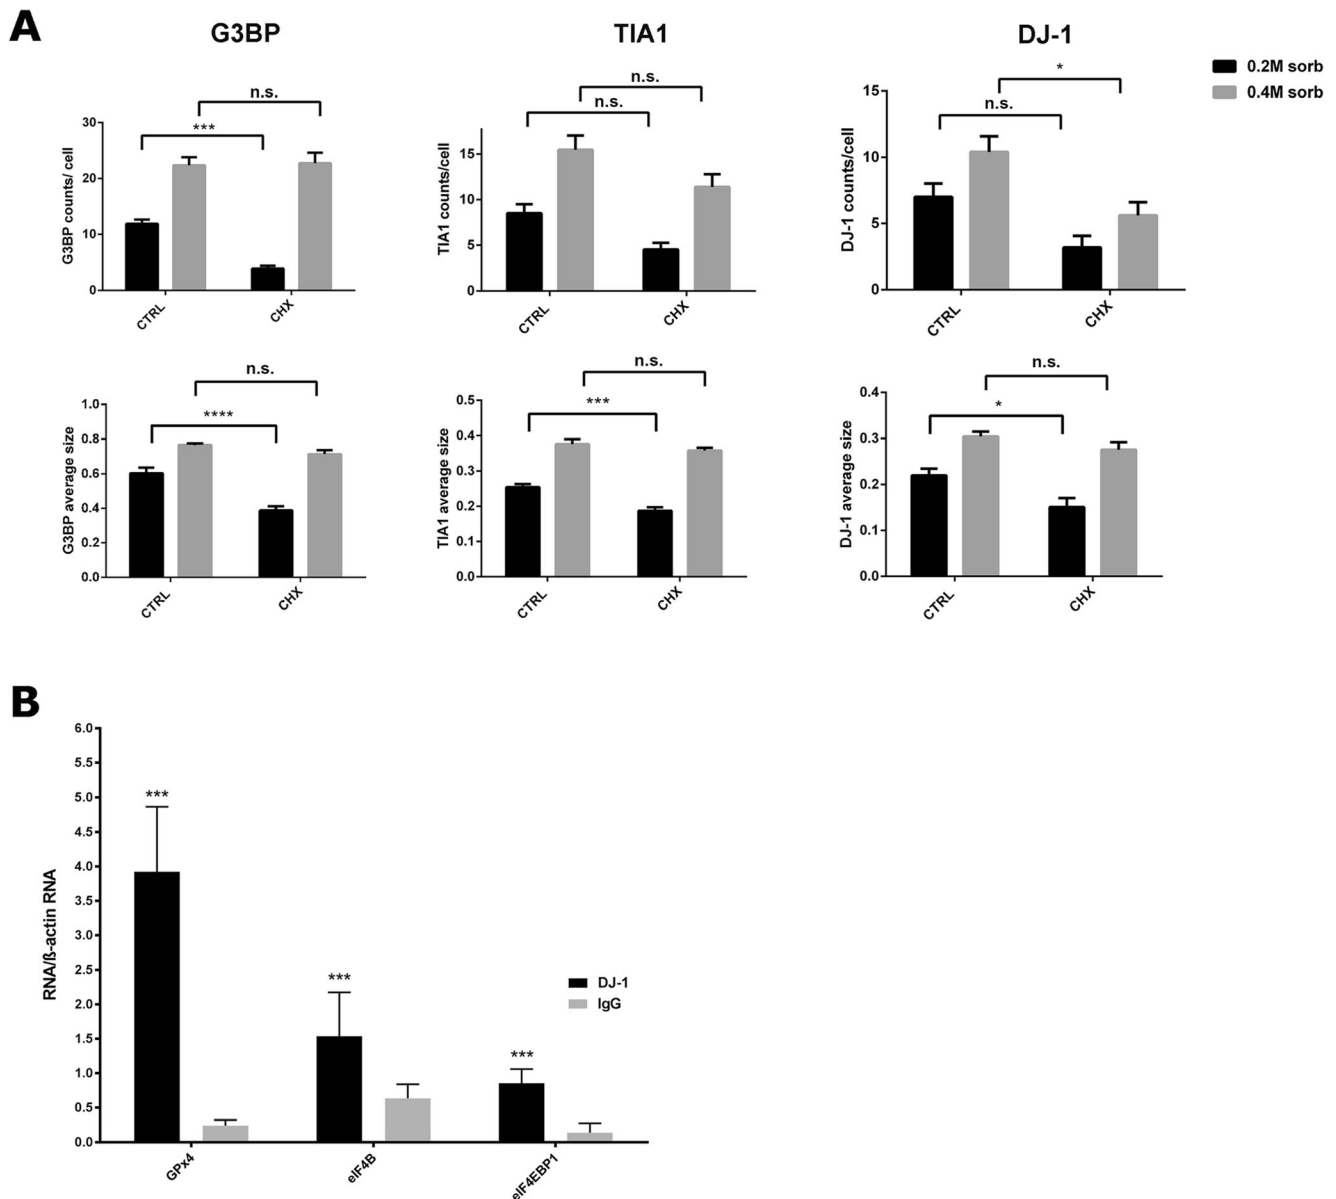 A
G3BP
TIA1
DJ-1
0.2M sorb
0.4M sorb
n.s.
***
G3BP counts/ cell
30
20
10
0
CTRL
CHX
n.s.
n.s.
TIA1 counts/cell
15
10
5
0
CTRL
CHX
*
n.s.
DJ-1 counts/cell
15
10
5
0
CTRL
CHX
n.s.
****
G3BP average size
1.0
0.8
0.6
0.4
0.2
0.0
CTRL
CHX
n.s.
***
TIA1 average size
0.5
0.4
0.3
0.2
0.1
0.0
CTRL
CHX
n.s.
*
DJ-1 average size
0.4
0.3
0.2
0.1
0.0
CTRL
CHX
B
RNA/ß-actin RNA
6.0
5.5
5.0
4.5
4.0
3.5
3.0
2.5
2.0
1.5
1.0
0.5
0.0
***
***
***
DJ-1
IgG
GPx4
eIF4B
eIF4EBP1